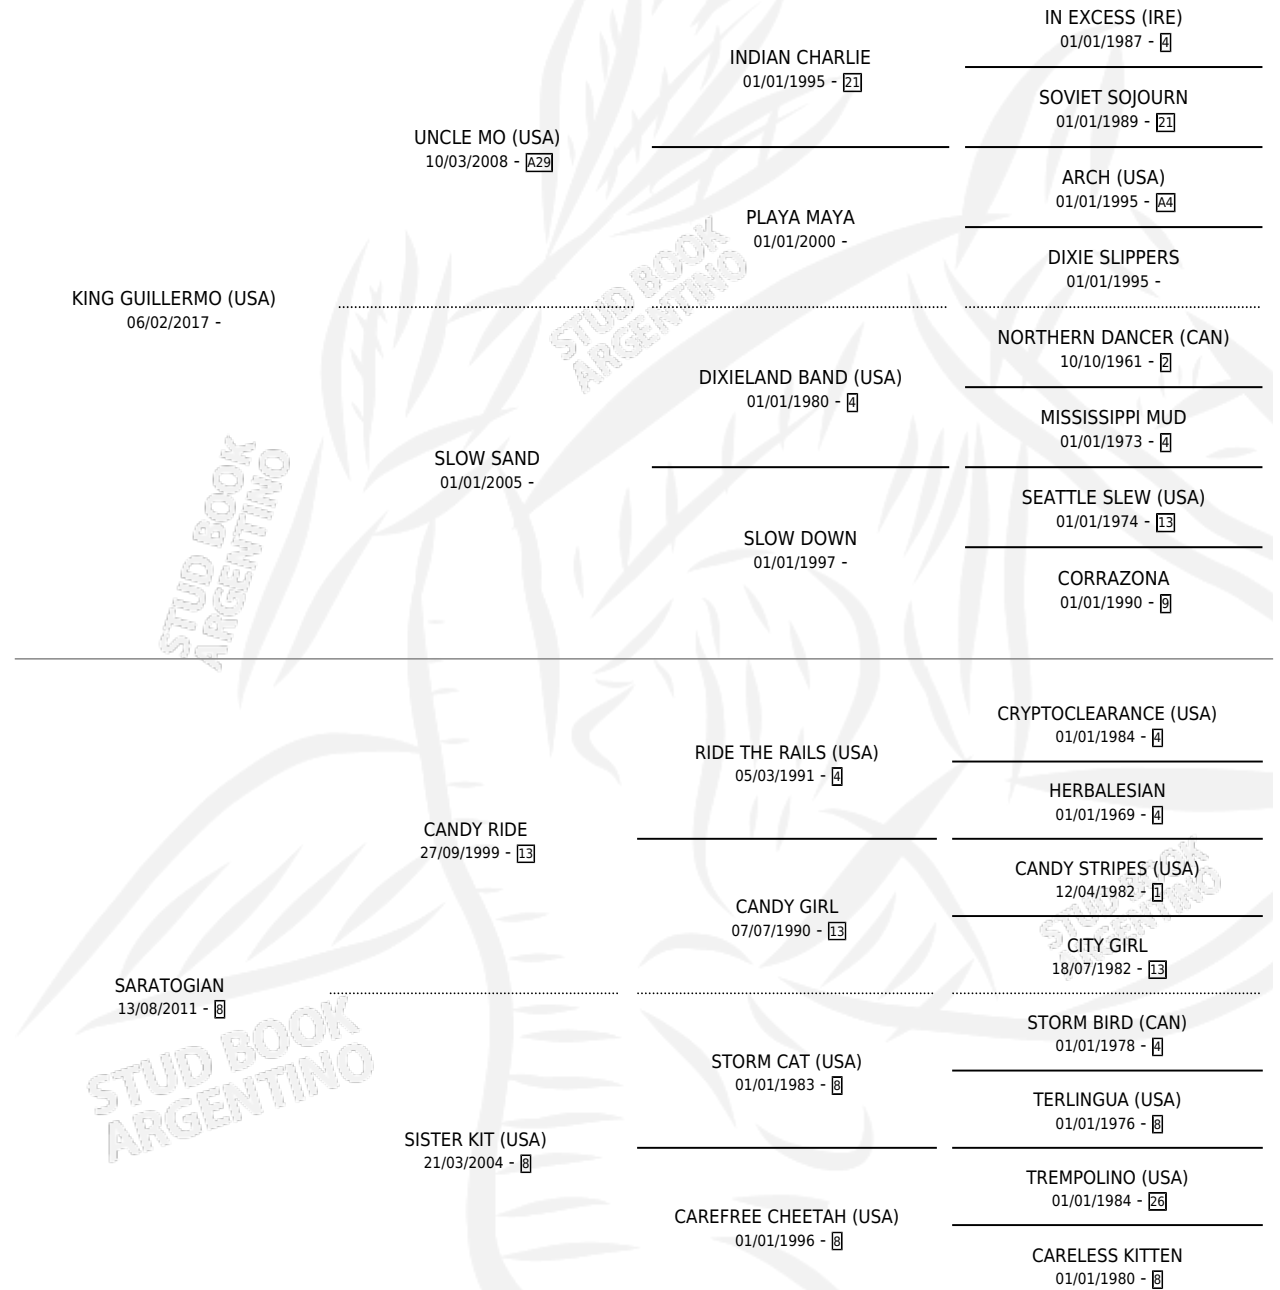 IN EXCESS (IRE)
01/01/1987 - 4
INDIAN CHARLIE
01/01/1995 - 21
SOVIET SOJOURN
01/01/1989 - 21
UNCLE MO (USA)
10/03/2008 - A29
ARCH (USA)
01/01/1995 - A4
PLAYA MAYA
01/01/2000 -
DIXIE SLIPPERS
01/01/1995 -
KING GUILLERMO (USA)
06/02/2017 -
NORTHERN DANCER (CAN)
10/10/1961 - 2
DIXIELAND BAND (USA)
01/01/1980 - 4
MISSISSIPPI MUD
01/01/1973 - 4
SLOW SAND
01/01/2005 -
SEATTLE SLEW (USA)
01/01/1974 - 13
SLOW DOWN
01/01/1997 -
CORRAZONA
01/01/1990 - 9
CRYPTOCLEARANCE (USA)
01/01/1984 - 4
RIDE THE RAILS (USA)
05/03/1991 - 4
HERBALESIAN
01/01/1969 - 4
CANDY RIDE
27/09/1999 - 13
CANDY STRIPES (USA)
12/04/1982 - 1
CANDY GIRL
07/07/1990 - 13
CITY GIRL
18/07/1982 - 13
SARATOGIAN
13/08/2011 - 8
STORM BIRD (CAN)
01/01/1978 - 4
STORM CAT (USA)
01/01/1983 - 8
TERLINGUA (USA)
01/01/1976 - 8
SISTER KIT (USA)
21/03/2004 - 8
TREMPOLINO (USA)
01/01/1984 - 26
CAREFREE CHEETAH (USA)
01/01/1996 - 8
CARELESS KITTEN
01/01/1980 - 8
STUD BOOK
ARGENTINO
STUD BOOK
ARGENTINO
STUD BOOK
ARGENTINO
STUD BOOK
ARGENTINO